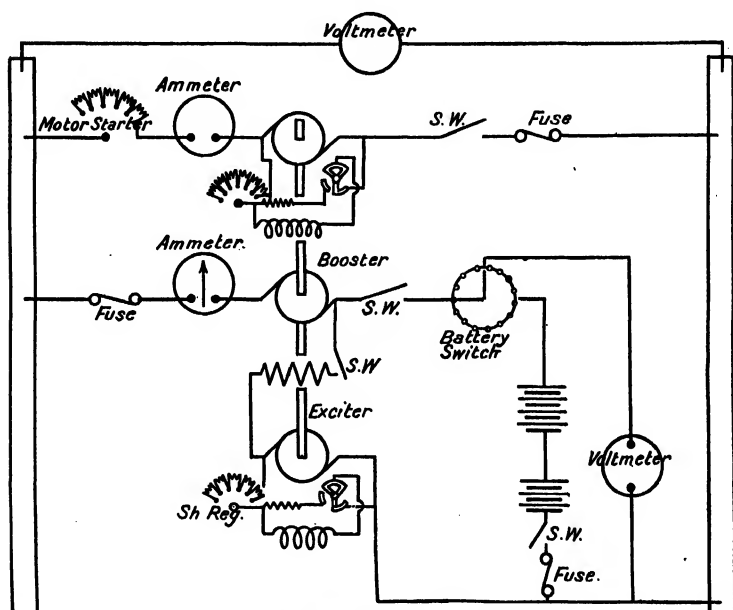 Voltmeter
Ammeter
Motor Starter
S.W.
Fuse
Ammeter.
Booster
Fuse
S.W.
Battery
Switch
S.W
Exciter
Voltmeter
Sh Reg.
S.W.
Fuse.